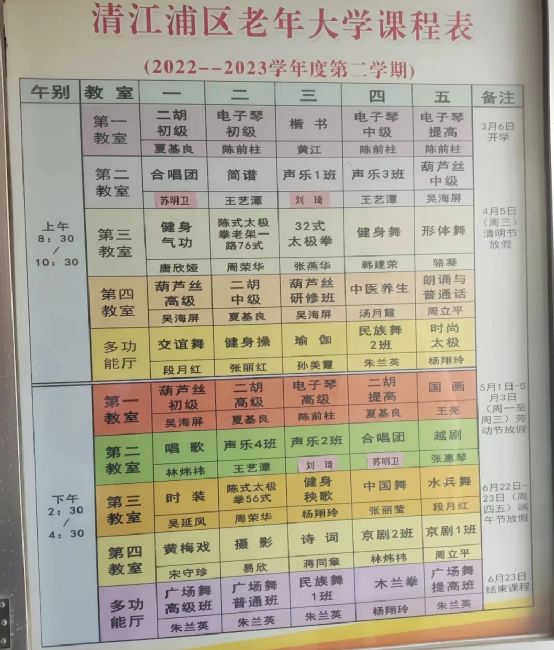 清江浦区老年大学课程表
(2022--2023学年度第二学期)
午别 教室 一 二 三 四 五 备注
上午
8：30
/
10：30
第一
教室
二胡
初级
夏基良
电子琴
初级
陈前柱
楷书
黄江
电子琴
中级
陈前柱
电子琴
提高
陈前柱
第二
教室
合唱团
苏明卫
简谱
王艺潭
声乐1班
刘琦
声乐3班
王艺潭
葫芦丝
中级
吴海屏
第三
教室
健身
气功
唐欣娅
陈式太极
拳老架一
路76式
周荣华
32式
太极拳
张燕华
健身舞
韩建荣
形体舞
骆凝
第四
教室
葫芦丝
高级
吴海屏
二胡
中级
夏基良
葫芦丝
研修班
吴海屏
中医养生
汤月霞
朗诵与
普通话
周立平
多功
能厅
交谊舞
段月红
健身操
张丽红
瑜伽
孙美霞
民族舞
2班
朱兰英
时尚
太极
杨翔玲
下午
2：30
/
4：30
第一
教室
葫芦丝
初级
吴海屏
二胡
高级
夏基良
电子琴
高级
陈前柱
二胡
提高
夏基良
国画
王亮
第二
教室
唱歌
林炜祎
声乐4班
王艺潭
声乐2班
刘琦
合唱团
苏明卫
越剧
张惠琴
第三
教室
时装
吴延凤
陈式太极
拳56式
周荣华
健身
秧歌
杨翔玲
中国舞
张丽莹
水兵舞
段月红
第四
教室
黄梅戏
宋守珍
摄影
易欣
诗词
蒋同章
京剧2班
林炜祎
京剧1班
周立平
多功
能厅
广场舞
高级班
朱兰英
广场舞
普通班
朱兰英
民族舞
1班
朱兰英
木兰拳
杨翔玲
广场舞
提高班
朱兰英
3月6日
开学
4月5日
（周三）
清明节
放假
5月1日-5
月3日
（周一至
周三）劳
动节放假
6月22日-
23日（周
四五）端
午节放假
6月23日
结束课程